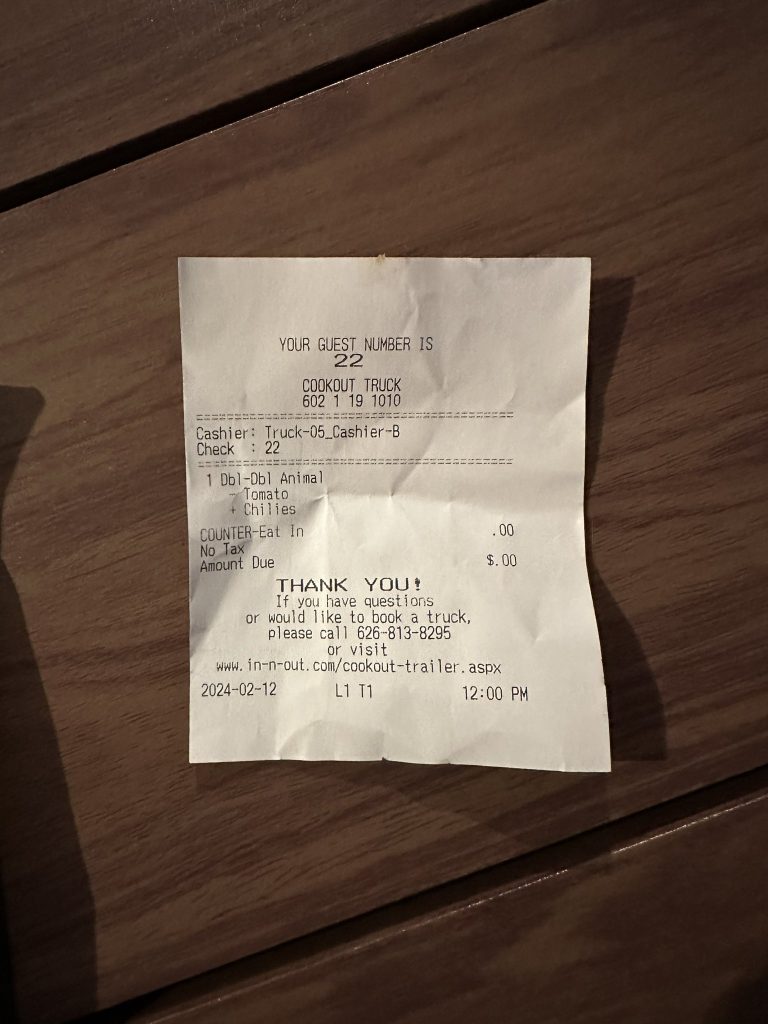 YOUR GUEST NUMBER IS
22
COOKOUT TRUCK
602 1 19 1010
Cashier: Truck-05_Cashier-B
Check : 22
1 Dbl-Dbl Animal
- Tomato
+ Chilies
COUNTER-Eat In .00
No Tax
Amount Due $.00
THANK YOU!
If you have questions
or would like to book a truck,
please call 626-813-8295
or visit
www.in-n-out.com/cookout-trailer.aspx
2024-02-12 L1 T1 12:00 PM